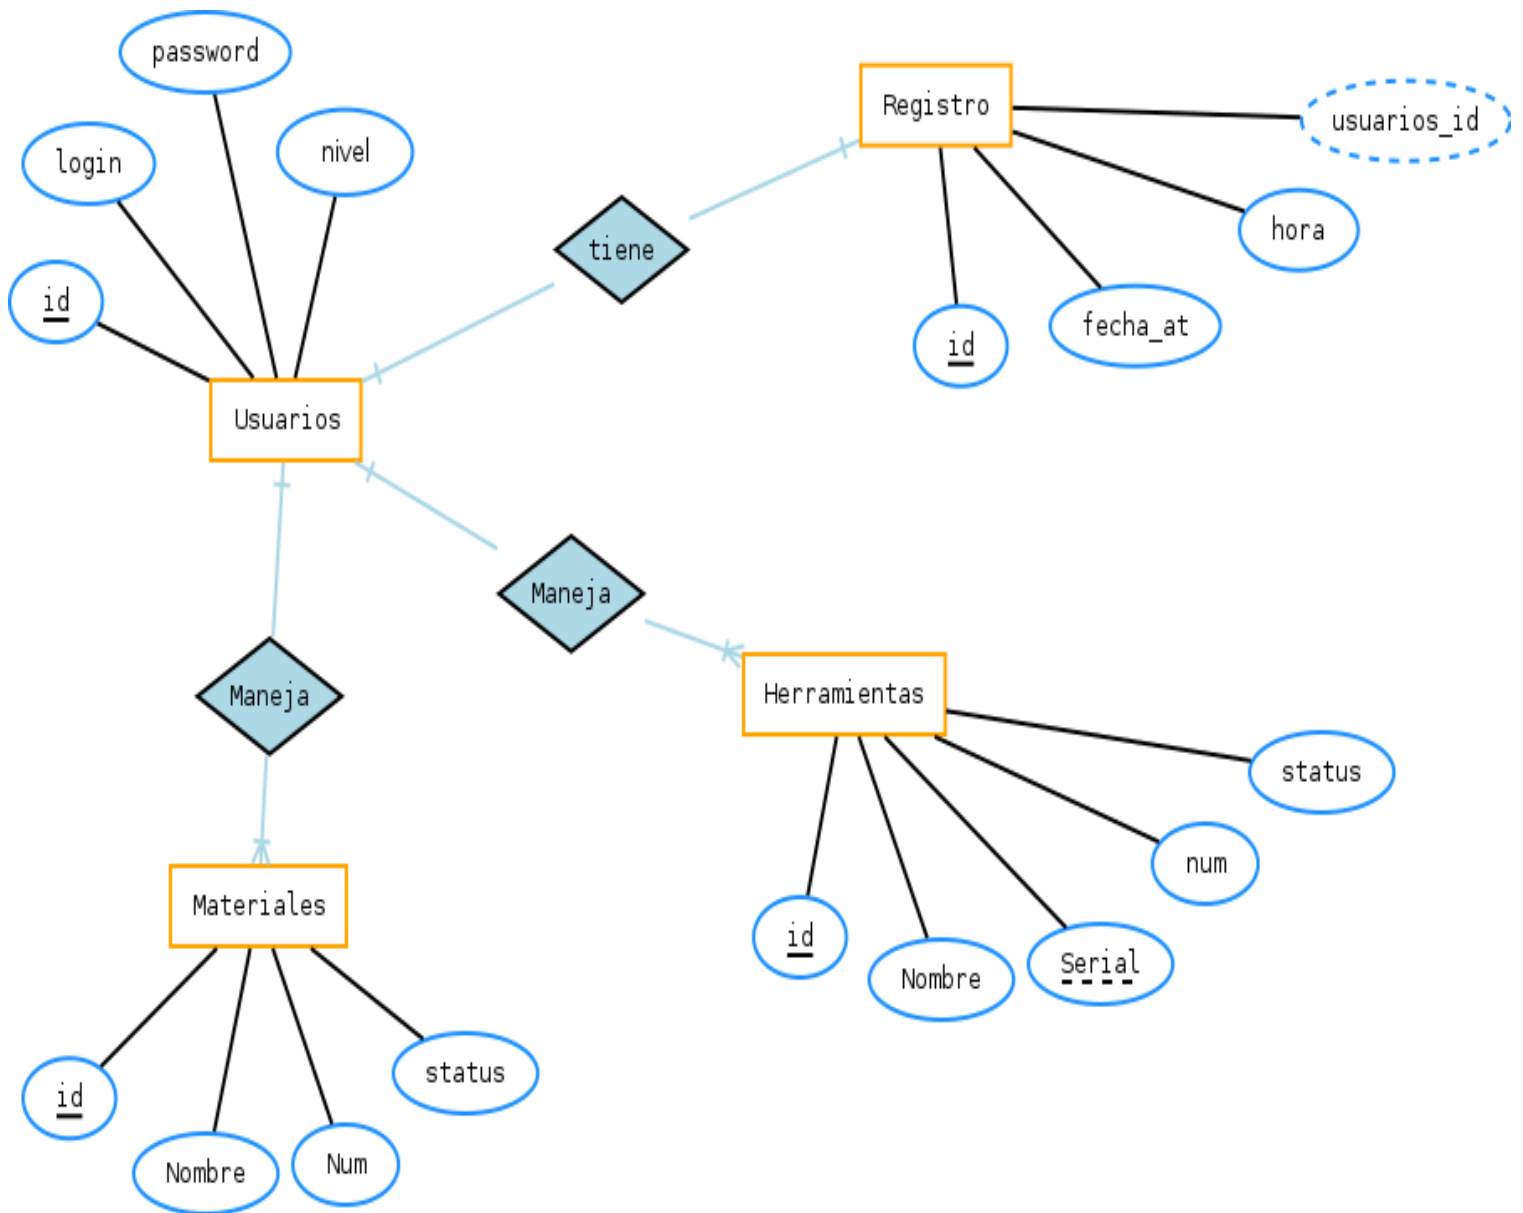 password
login
nivel
id
Usuarios
tiene
Registro
usuarios_id
hora
fecha_at
id
Maneja
Maneja
Herramientas
status
num
Serial
Nombre
id
Materiales
id
Nombre
Num
status